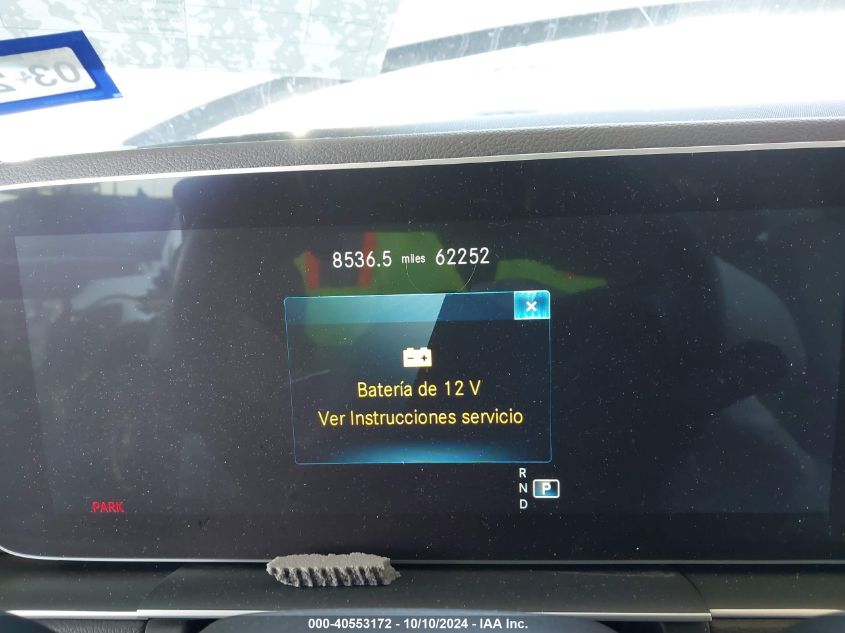 03
8536.5 miles 62252
Batería de 12 V
Ver Instrucciones servicio
R
N P
D
PARK
000-40553172 - 10/10/2024 - IAA Inc.